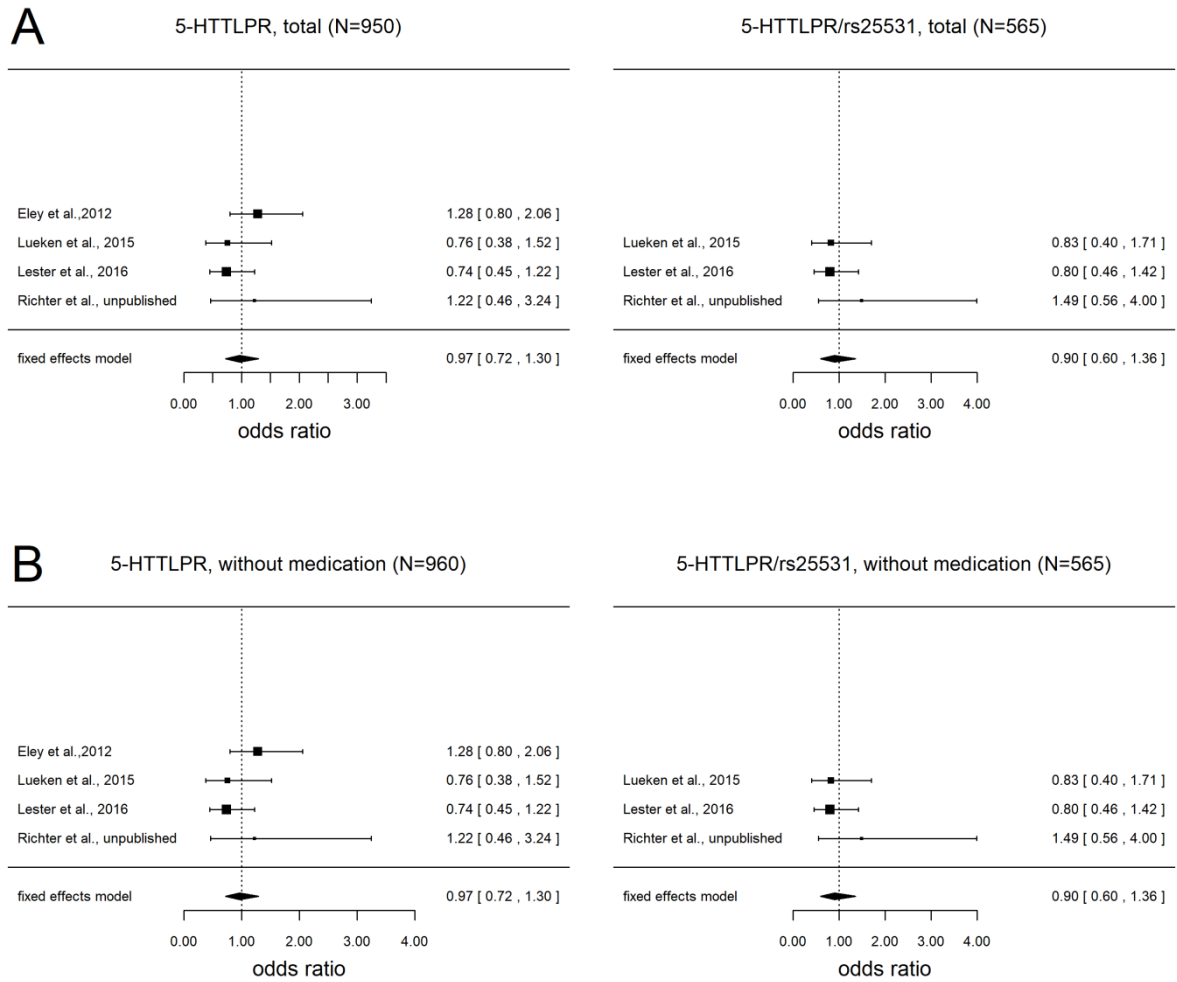 A
5-HTTLPR, total (N=950)
Eley et al.,2012 1.28 [ 0.80 , 2.06 ]
Lueken et al., 2015 0.76 [ 0.38 , 1.52 ]
Lester et al., 2016 0.74 [ 0.45 , 1.22 ]
Richter et al., unpublished 1.22 [ 0.46 , 3.24 ]
fixed effects model 0.97 [ 0.72 , 1.30 ]
0.00 1.00 2.00 3.00
odds ratio
5-HTTLPR/rs25531, total (N=565)
Lueken et al., 2015 0.83 [ 0.40 , 1.71 ]
Lester et al., 2016 0.80 [ 0.46 , 1.42 ]
Richter et al., unpublished 1.49 [ 0.56 , 4.00 ]
fixed effects model 0.90 [ 0.60 , 1.36 ]
0.00 1.00 2.00 3.00 4.00
odds ratio
B
5-HTTLPR, without medication (N=960)
Eley et al.,2012 1.28 [ 0.80 , 2.06 ]
Lueken et al., 2015 0.76 [ 0.38 , 1.52 ]
Lester et al., 2016 0.74 [ 0.45 , 1.22 ]
Richter et al., unpublished 1.22 [ 0.46 , 3.24 ]
fixed effects model 0.97 [ 0.72 , 1.30 ]
0.00 1.00 2.00 3.00 4.00
odds ratio
5-HTTLPR/rs25531, without medication (N=565)
Lueken et al., 2015 0.83 [ 0.40 , 1.71 ]
Lester et al., 2016 0.80 [ 0.46 , 1.42 ]
Richter et al., unpublished 1.49 [ 0.56 , 4.00 ]
fixed effects model 0.90 [ 0.60 , 1.36 ]
0.00 1.00 2.00 3.00 4.00
odds ratio